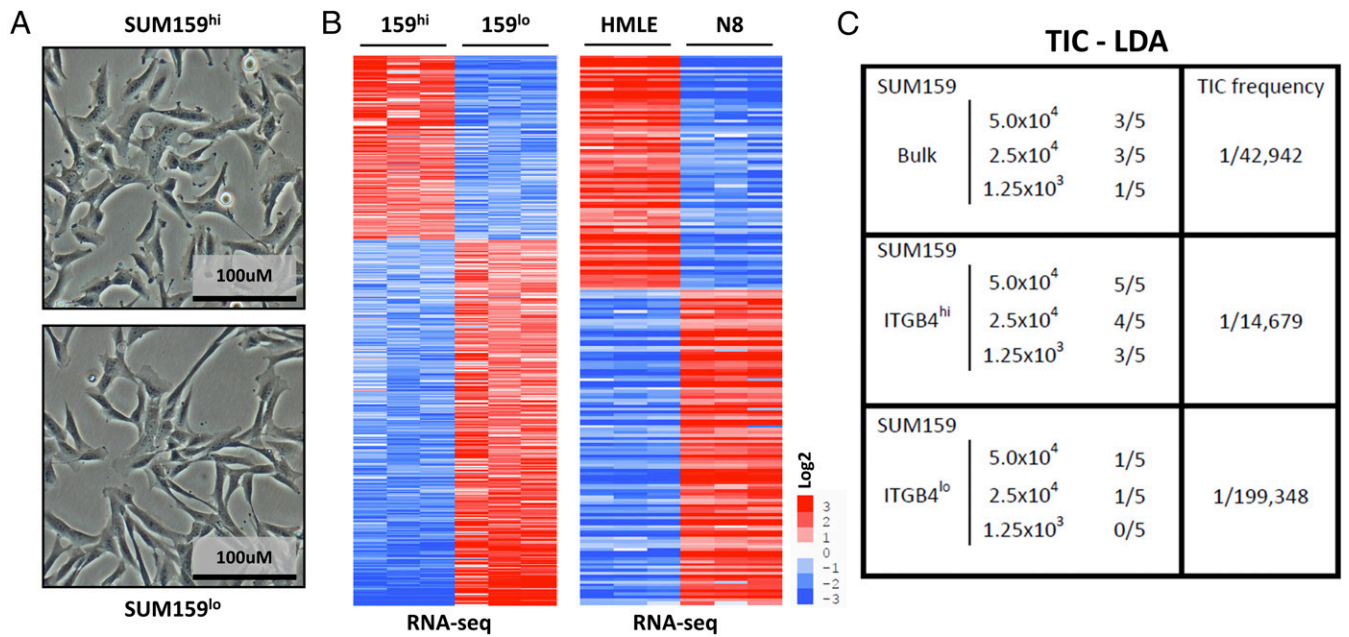 A
SUM159hi
100uM
100uM
SUM159lo
B
159hi 159lo HMLE N8
Log2
3
2
1
0
-1
-2
-3
RNA-seq RNA-seq
C
TIC - LDA
SUM159 TIC frequency
5.0x10⁴ 3/5
Bulk 2.5x10⁴ 3/5 1/42,942
1.25x10³ 1/5
SUM159
5.0x10⁴ 5/5
ITGB4hi 2.5x10⁴ 4/5 1/14,679
1.25x10³ 3/5
SUM159
5.0x10⁴ 1/5
ITGB4lo 2.5x10⁴ 1/5 1/199,348
1.25x10³ 0/5